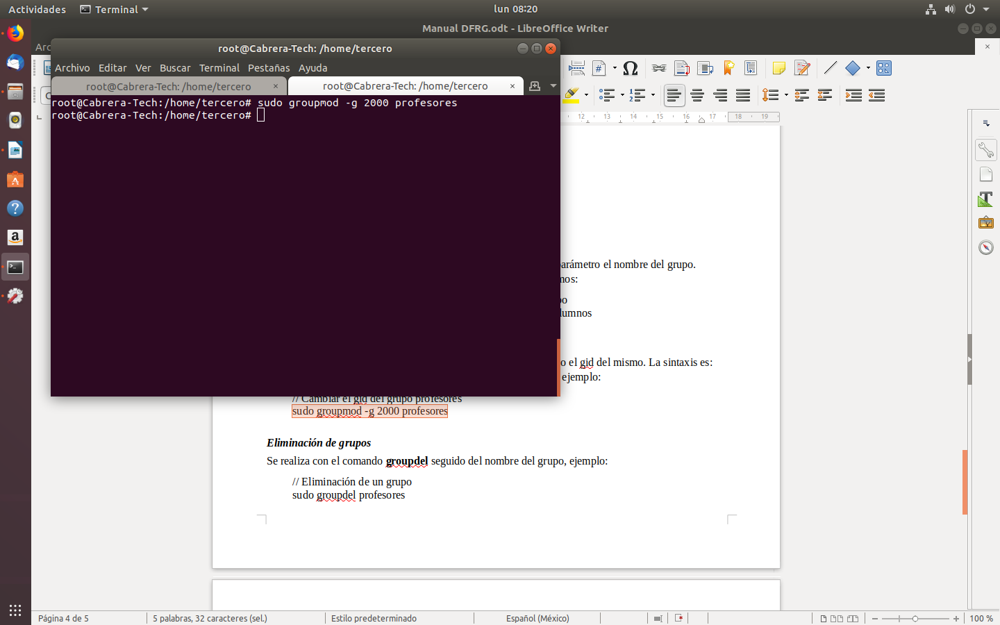 Actividades
Terminal
lun 08:20
Manual DFRG.odt - LibreOffice Writer
root@Cabrera-Tech: /home/tercero
Archivo Editar Ver Buscar Terminal Pestañas Ayuda
root@Cabrera-Tech: /home/tercero
root@Cabrera-Tech: /home/tercero
root@Cabrera-Tech:/home/tercero# sudo groupmod -g 2000 profesores
root@Cabrera-Tech:/home/tercero#
12 13 14 15 16 17 18 19
el nombre del grupo.
o el gid del mismo. La sintaxis es:
ejemplo:
// Cambiar el gid del grupo profesores
sudo groupmod -g 2000 profesores
Eliminación de grupos
Se realiza con el comando groupdel seguido del nombre del grupo, ejemplo:
// Eliminación de un grupo
sudo groupdel profesores
Página 4 de 5
5 palabras, 32 caracteres (sel.)
Estilo predeterminado
Español (México)
100 %